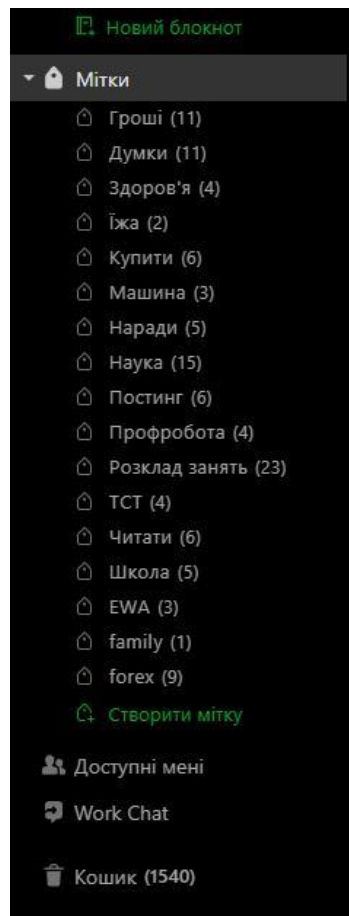 Новий блокнот
Мітки
Гроші (11)
Думки (11)
Здоров'я (4)
Їжа (2)
Купити (6)
Машина (3)
Наради (5)
Наука (15)
Постинг (6)
Профробота (4)
Розклад занять (23)
ТСТ (4)
Читати (6)
Школа (5)
EWA (3)
family (1)
forex (9)
Створити мітку
Доступні мені
Work Chat
Кошик (1540)